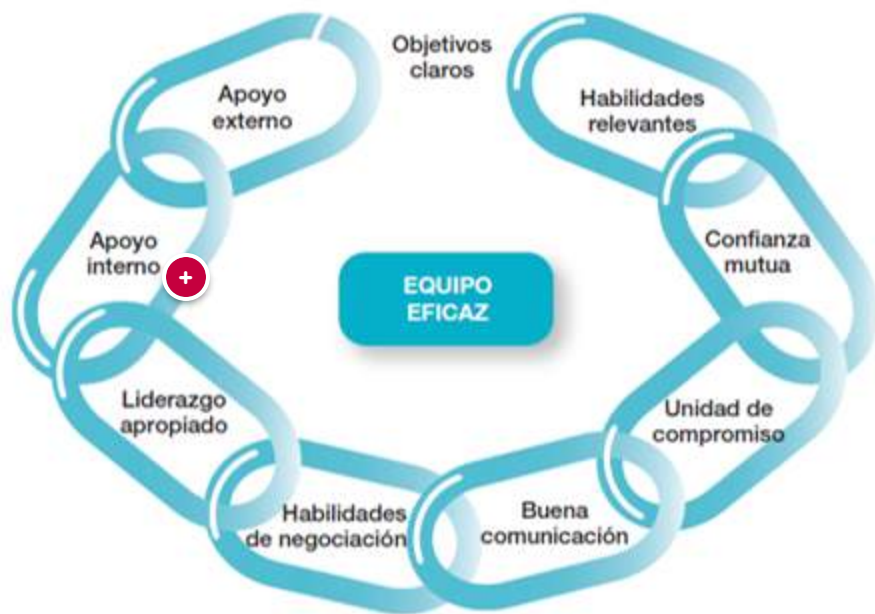 Objetivos
claros
Habilidades
relevantes
Confianza
mutua
Unidad de
compromiso
Buena
comunicación
Habilidades
de negociación
Liderazgo
apropiado
Apoyo
interno
+
Apoyo
externo
EQUIPO
EFICAZ